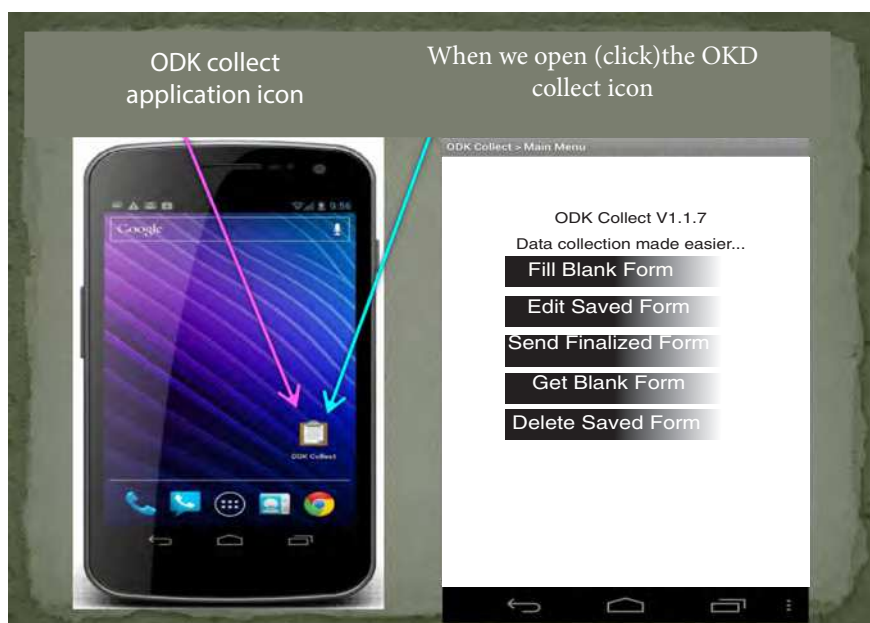 ODK collect
application icon
When we open (click)the OKD
collect icon
9:56
Google
ODK Collect
ODK Collect > Main Menu
ODK Collect V1.1.7
Data collection made easier...
Fill Blank Form
Edit Saved Form
Send Finalized Form
Get Blank Form
Delete Saved Form